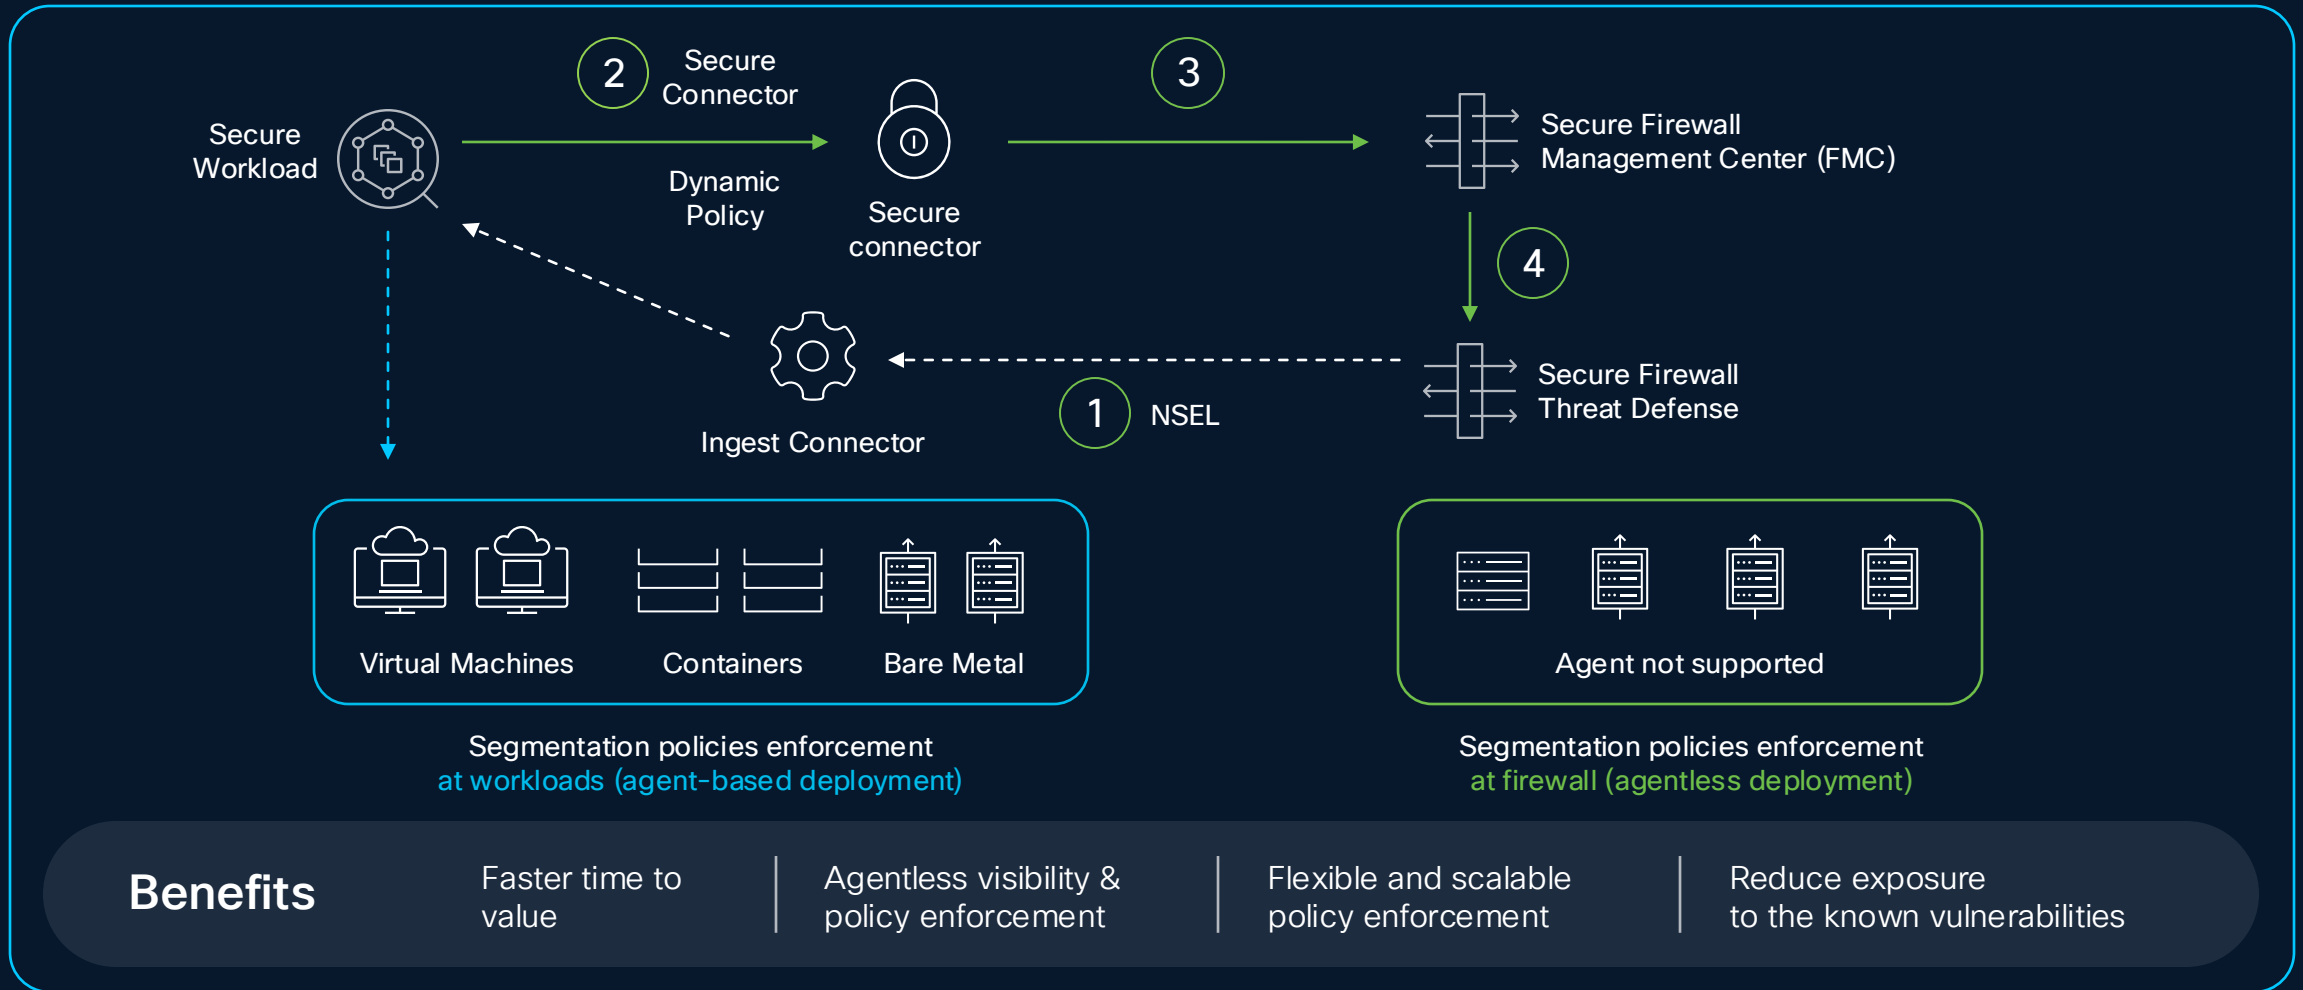 2
Secure
Connector
3
Secure
Workload
Secure Firewall
Management Center (FMC)
Dynamic
Policy
Secure
connector
4
Secure Firewall
Threat Defense
1
NSEL
Ingest Connector
Virtual Machines
Containers
Bare Metal
Agent not supported
Segmentation policies enforcement
at workloads (agent-based deployment)
Segmentation policies enforcement
at firewall (agentless deployment)
Benefits
Faster time to
value
Agentless visibility &
policy enforcement
Flexible and scalable
policy enforcement
Reduce exposure
to the known vulnerabilities